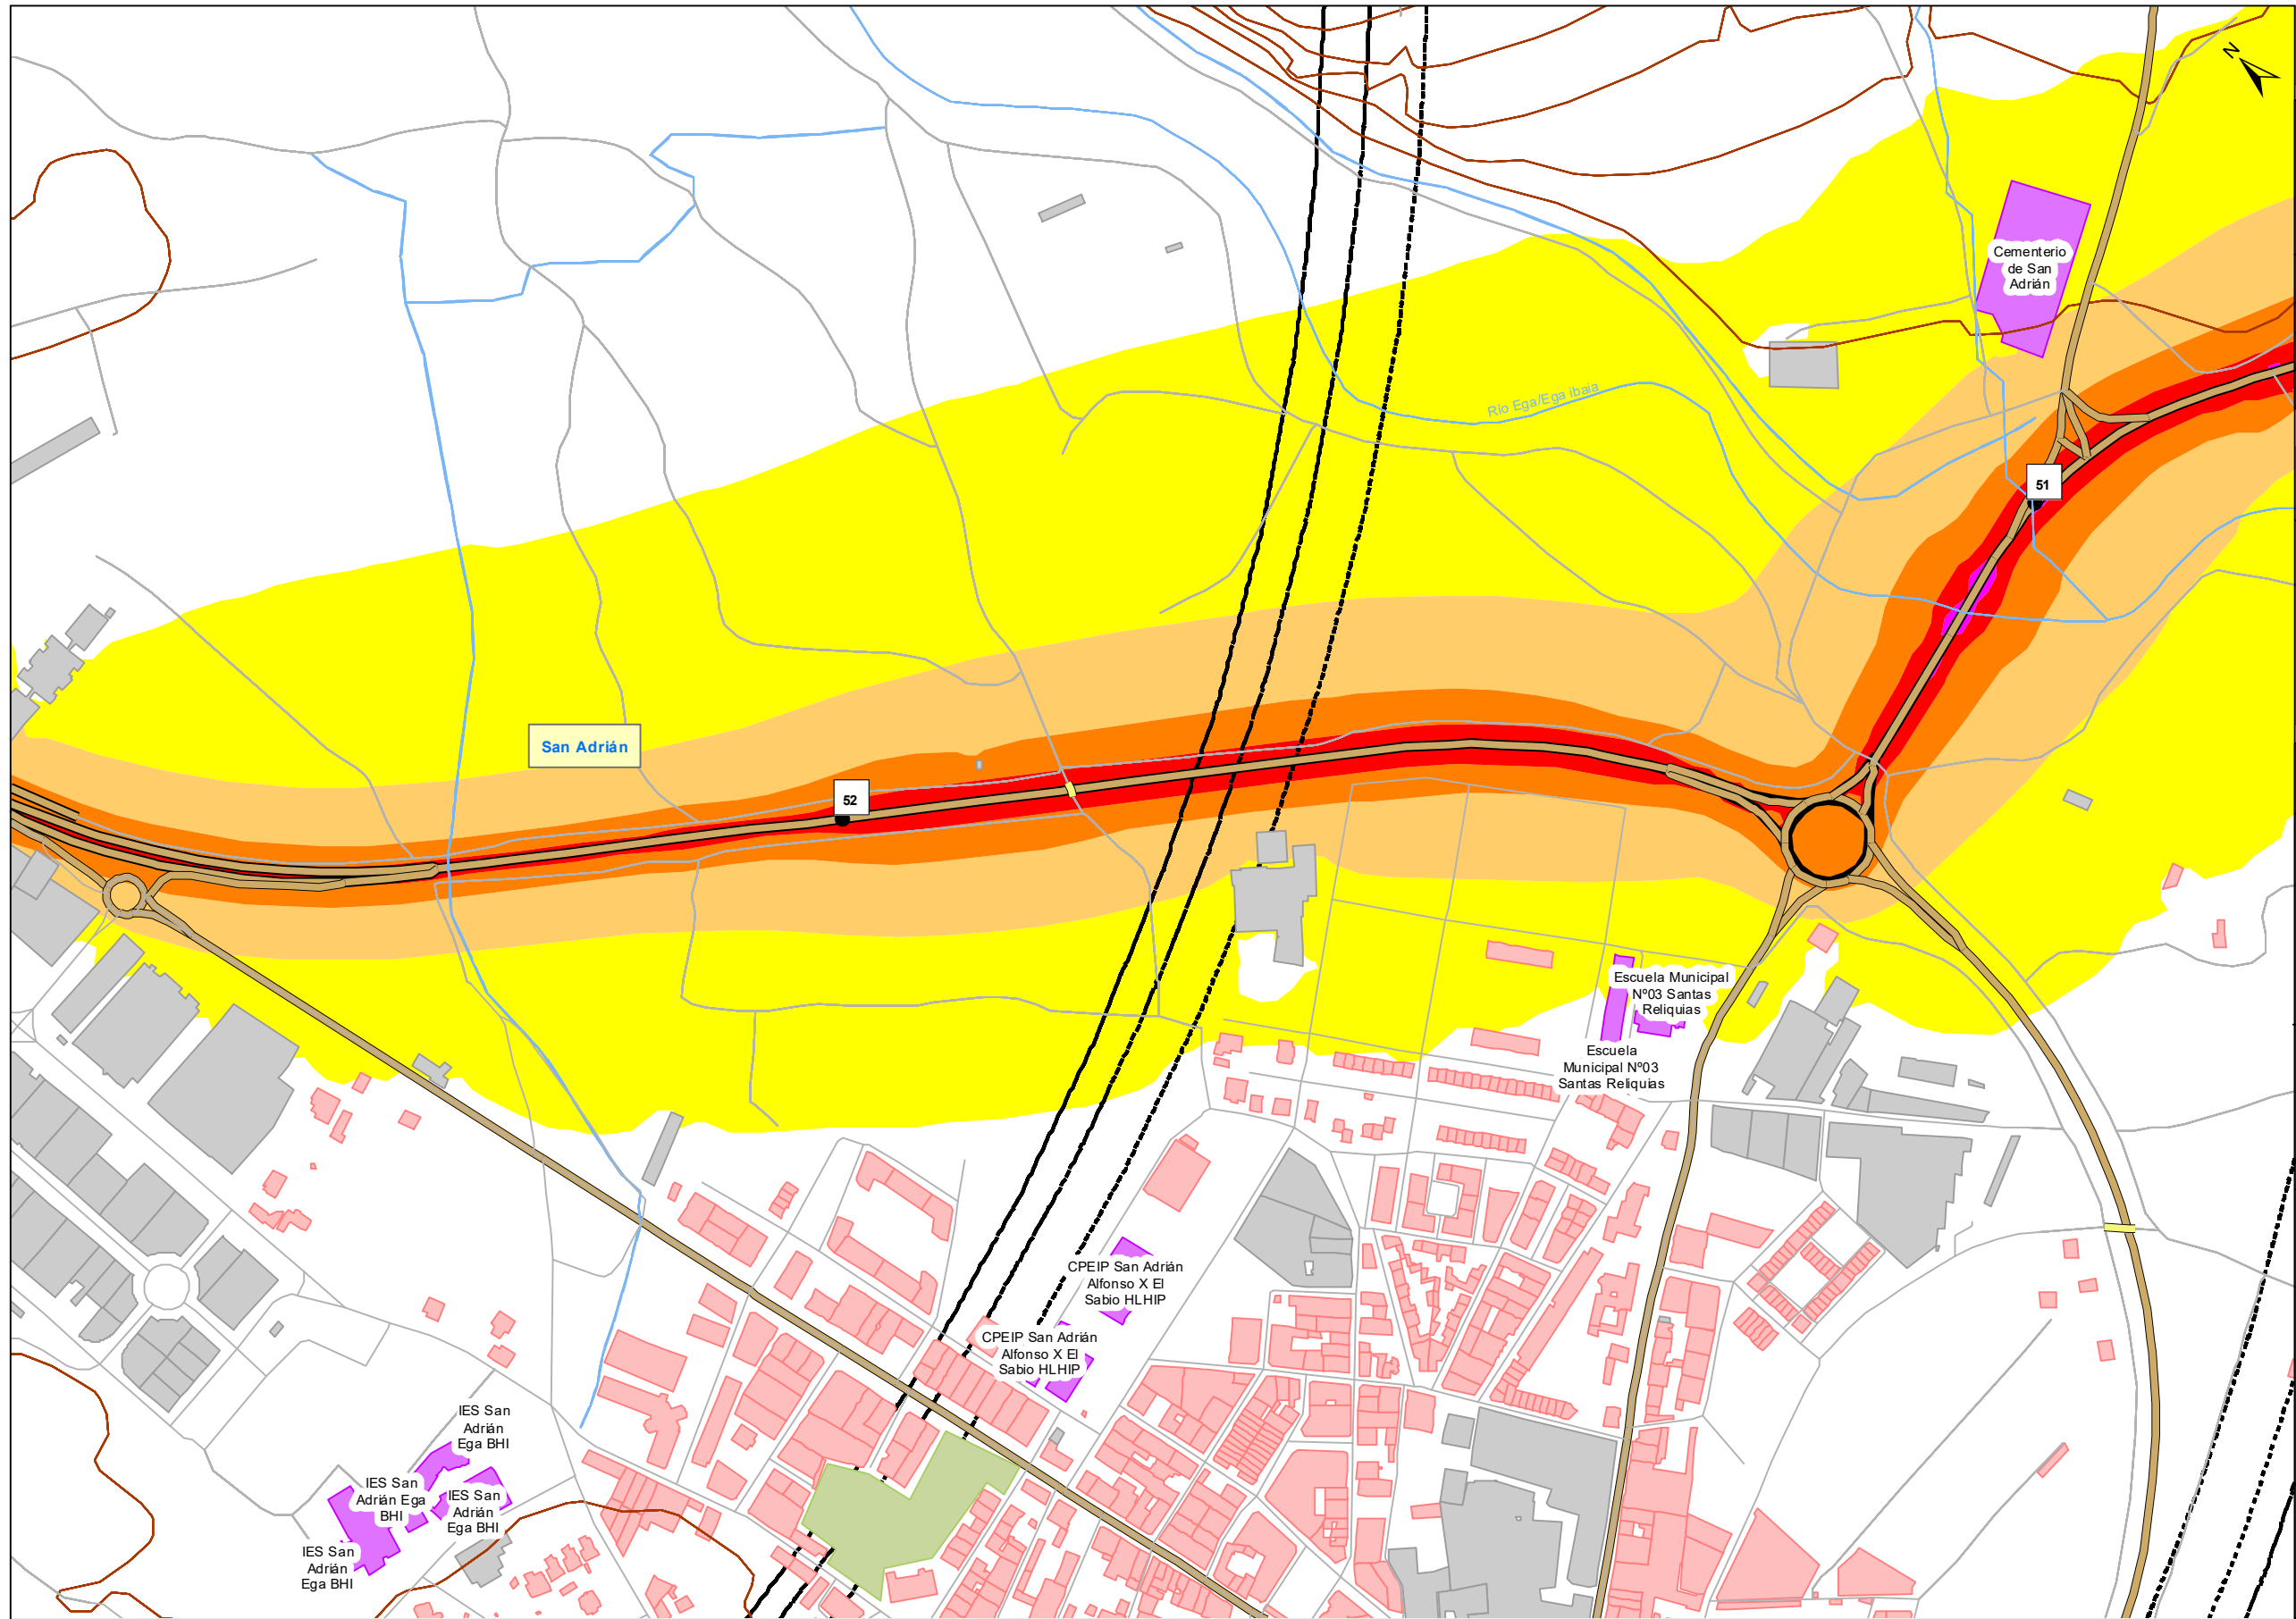 N
Cementerio
de San
Adrián
Río Ega/Ega ibaia
51
San Adrián
52
Escuela Municipal
Nº03 Santas
Reliquias
Escuela
Municipal Nº03
Santas Reliquias
CPEIP San Adrián
Alfonso X El
Sabio HLHIP
CPEIP San Adrián
Alfonso X El
Sabio HLHIP
IES San
Adrián
Ega BHI
IES San
Adrián Ega
BHI
IES San
Adrián
Ega BHI
IES San
Adrián
Ega BHI